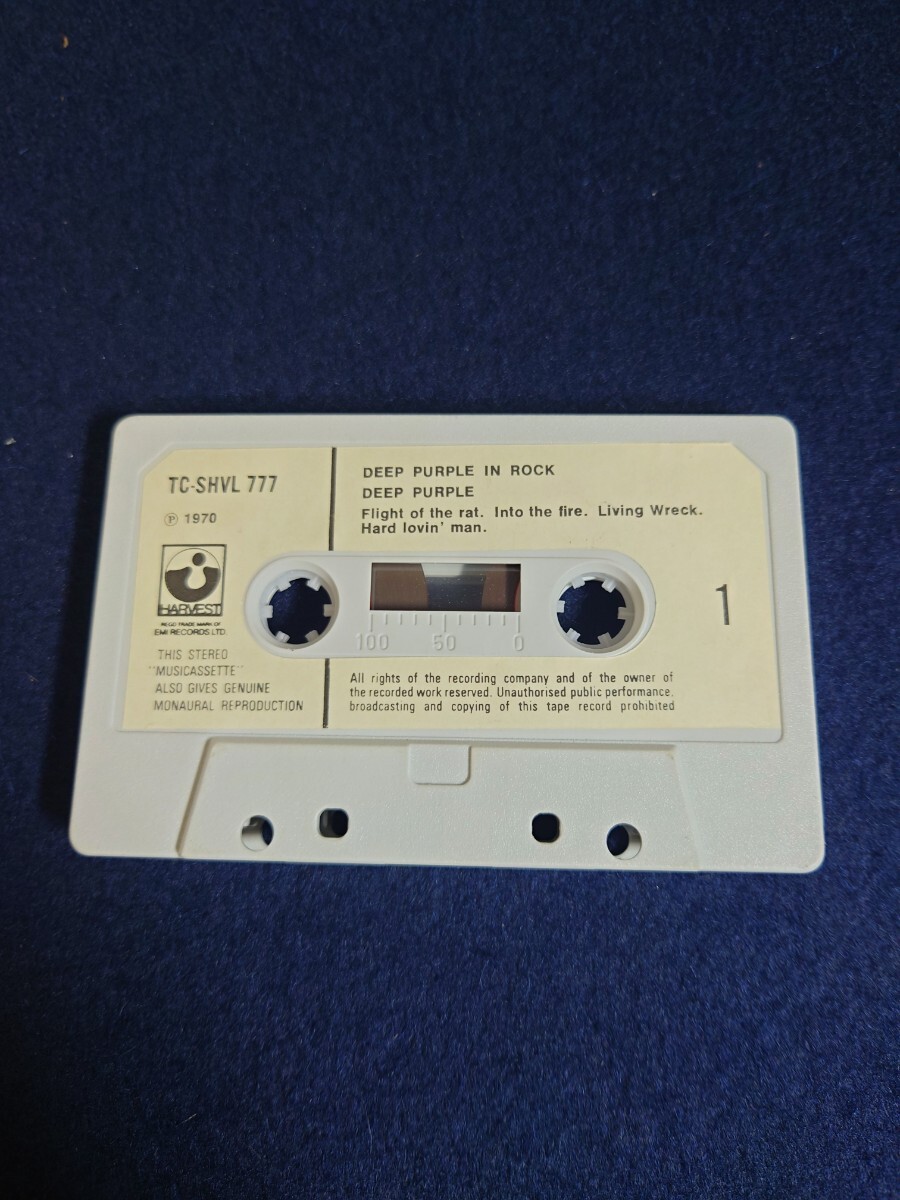 TC-SHVL 777
Ⓟ 1970
HARVEST
REGD TRADE MARK OF
EMI RECORDS LTD.
THIS STEREO
"MUSICASSETTE"
ALSO GIVES GENUINE
MONAURAL REPRODUCTION
DEEP PURPLE IN ROCK
DEEP PURPLE
Flight of the rat. Into the fire. Living Wreck.
Hard lovin' man.
1
100 50 0
All rights of the recording company and of the owner of
the recorded work reserved. Unauthorised public performance,
broadcasting and copying of this tape record prohibited